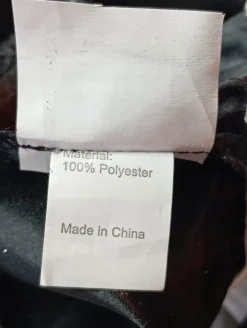 Material:
100% Polyester
Made in China